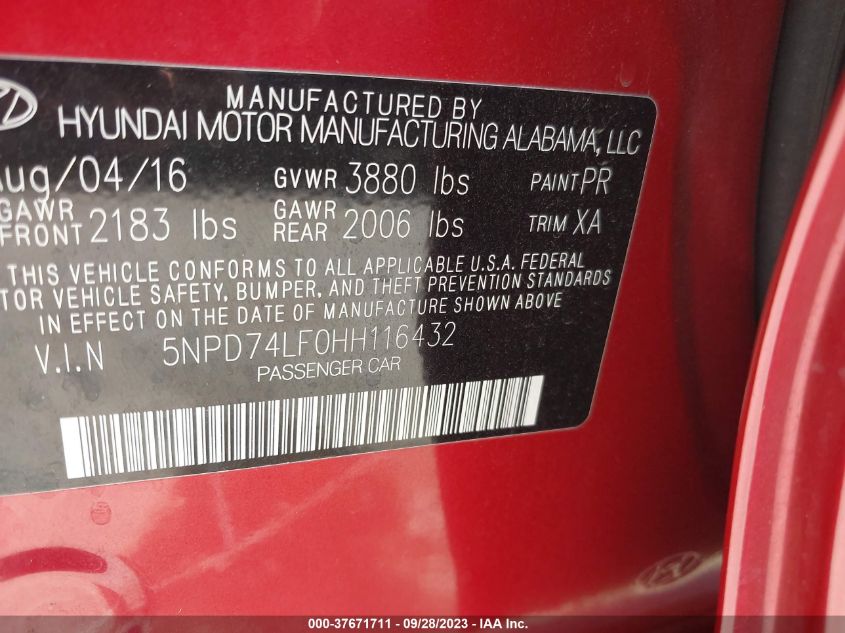 MANUFACTURED BY
HYUNDAI MOTOR MANUFACTURING ALABAMA, LLC
Aug/04/16 GVWR 3880 lbs PAINT PR
GAWR FRONT 2183 lbs GAWR REAR 2006 lbs TRIM XA
THIS VEHICLE CONFORMS TO ALL APPLICABLE U.S.A. FEDERAL
TOR VEHICLE SAFETY, BUMPER, AND THEFT PREVENTION STANDARDS
IN EFFECT ON THE DATE OF MANUFACTURE SHOWN ABOVE
V.I.N 5NPD74LF0HH116432
PASSENGER CAR
000-37671711 - 09/28/2023 - IAA Inc.